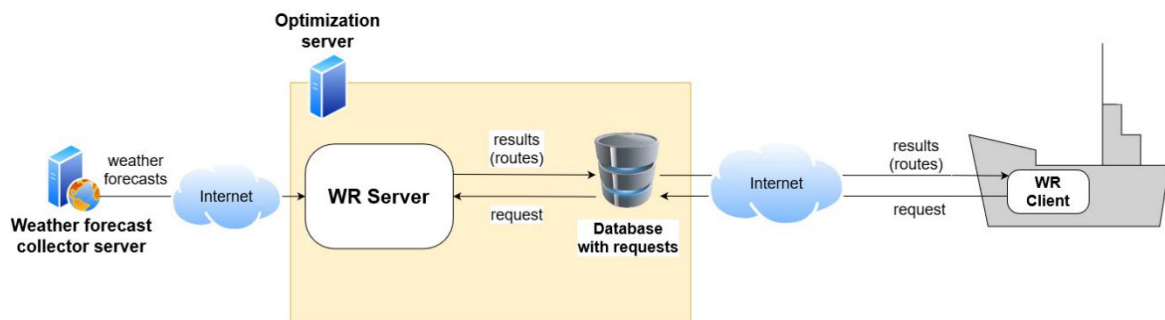 Optimization
server
weather
forecasts
Internet
Weather forecast
collector server
WR Server
results
(routes)
request
Database
with requests
Internet
results
(routes)
request
WR
Client